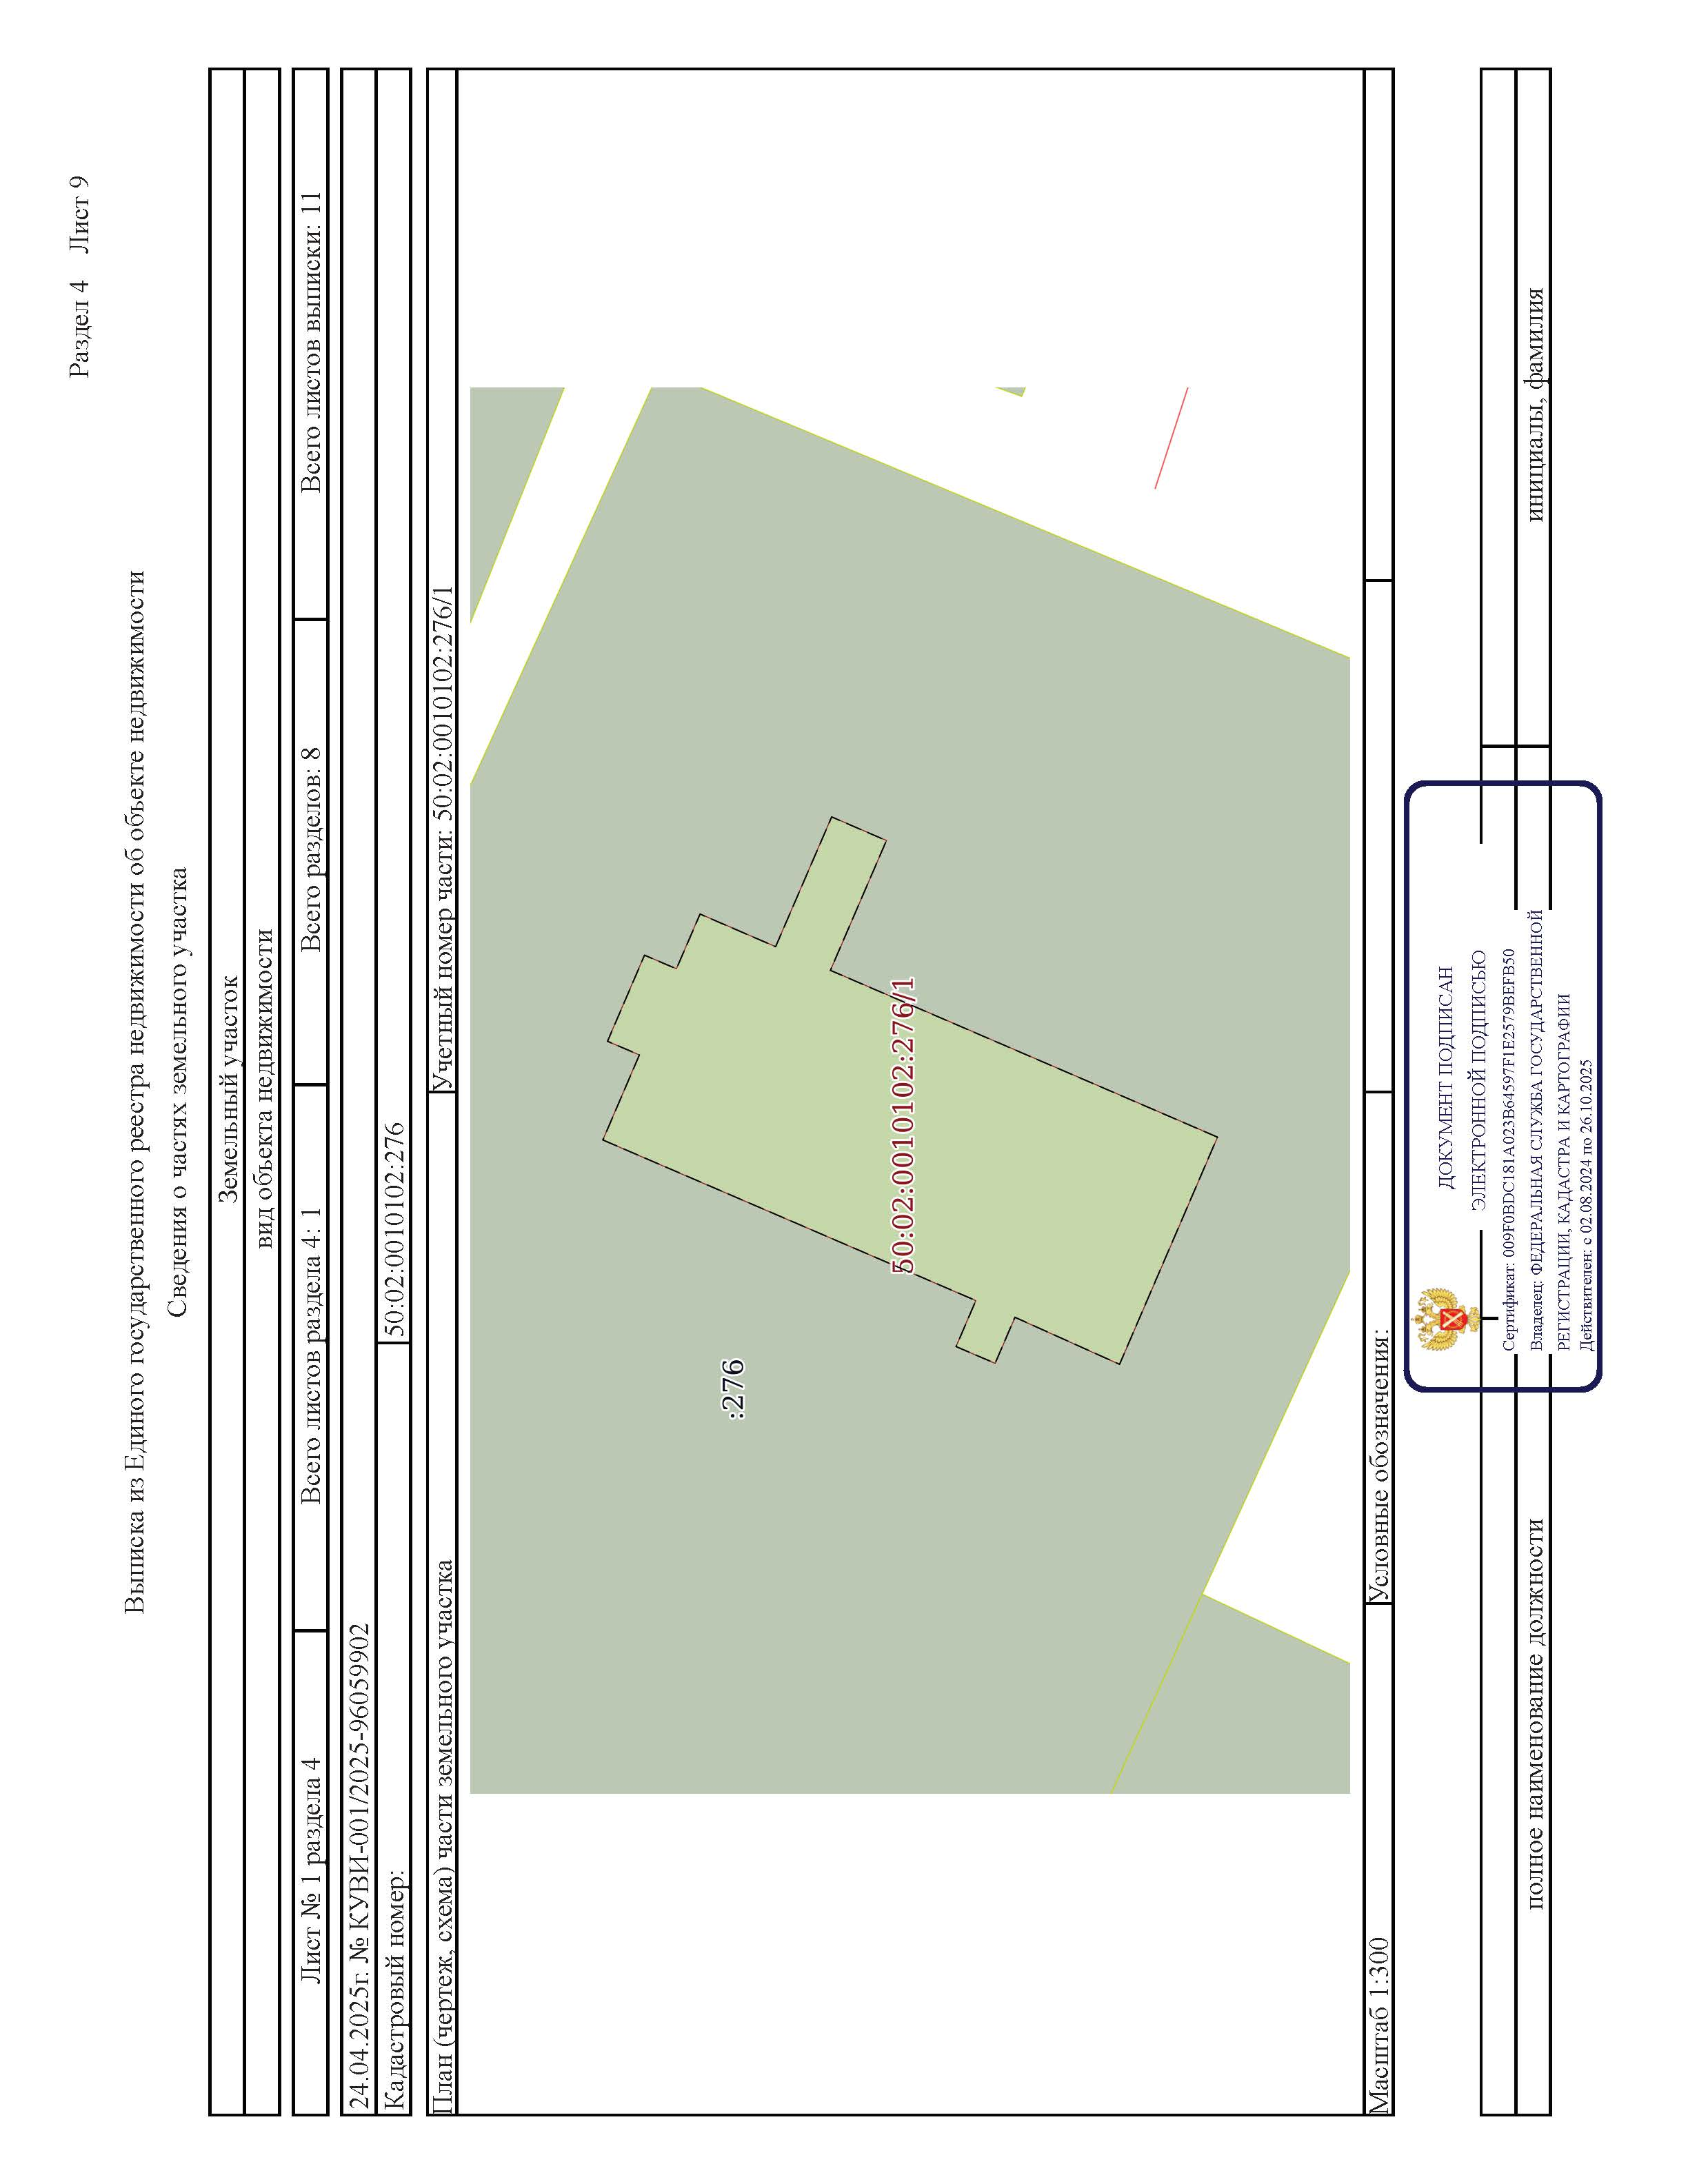 Раздел 4 Лист 9
Выписка из Единого государственного реестра недвижимости об объекте недвижимости
Сведения о частях земельного участка
Земельный участок
вид объекта недвижимости
Лист № 1 раздела 4 Всего листов раздела 4: 1 Всего разделов: 8 Всего листов выписки: 11
24.04.2025г. № КУВИ-001/2025-96059902
Кадастровый номер: 50:02:0010102:276
План (чертеж, схема) части земельного участка Учетный номер части: 50:02:0010102:276/1
:276
50:02:0010102:276/1
Масштаб 1:300 Условные обозначения:
ДОКУМЕНТ ПОДПИСАН
ЭЛЕКТРОННОЙ ПОДПИСЬЮ
Сертификат: 009F0BDC181A023B64597F1E2579BEFB50
Владелец: ФЕДЕРАЛЬНАЯ СЛУЖБА ГОСУДАРСТВЕННОЙ
РЕГИСТРАЦИИ, КАДАСТРА И КАРТОГРАФИИ
Действителен: с 02.08.2024 по 26.10.2025
полное наименование должности инициалы, фамилия